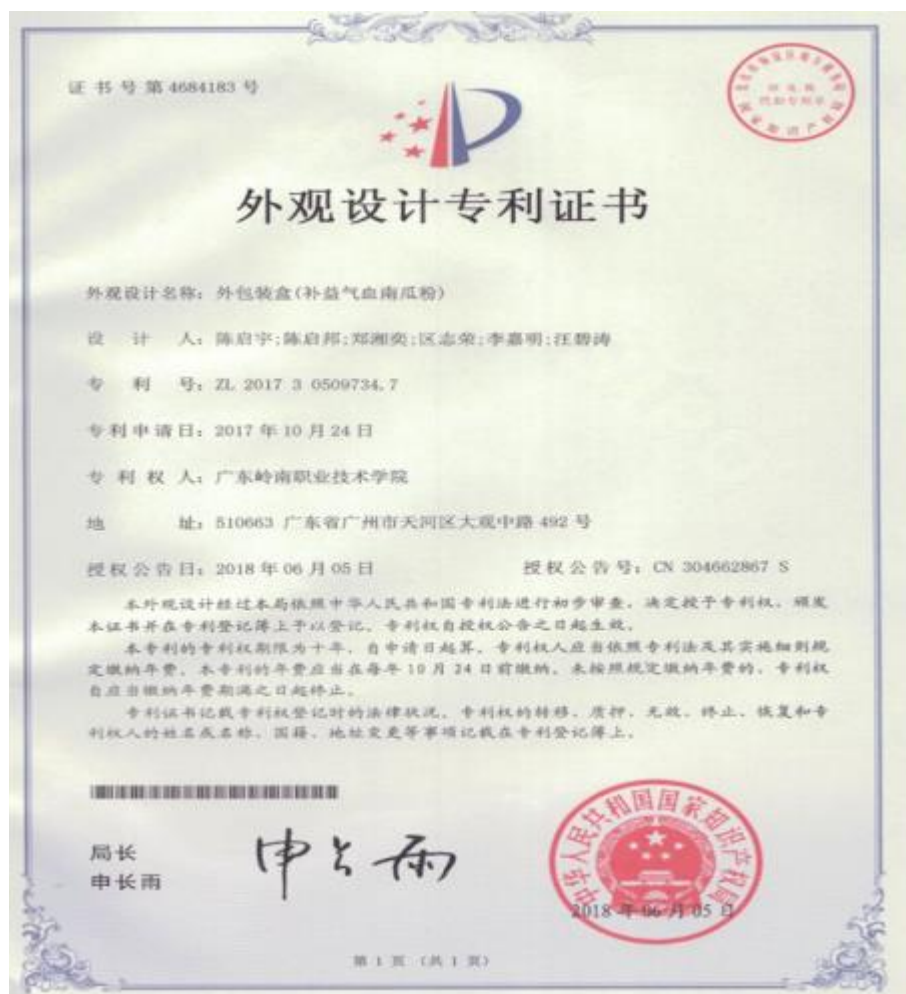 证书号第4684183号
外观设计专利证书
外观设计名称：外包装盒(补益气血南瓜粉)
设 计 人：陈启宇;陈启邦;郑湘奕;区志荣;李嘉明;汪碧涛
专 利 号：ZL 2017 3 0509734.7
专利申请日：2017年10月24日
专 利 权 人：广东岭南职业技术学院
地 址：510663 广东省广州市天河区大观中路492号
授权公告日：2018年06月05日 授权公告号：CN 304662867 S
本外观设计经过本局依照中华人民共和国专利法进行初步审查，决定授予专利权，颁发
本证书并在专利登记簿上予以登记。专利权自授权公告之日起生效。
本专利的专利权期限为十年，自申请日起算。专利权人应当依照专利法及其实施细则规
定缴纳年费。本专利的年费应当在每年10月24日前缴纳。未按照规定缴纳年费的，专利权
自应当缴纳年费期满之日起终止。
专利证书记载专利权登记时的法律状况。专利权的转移、质押、无效、终止、恢复和专
利权人的姓名或名称、国籍、地址变更等事项记载在专利登记簿上。
局长
申长雨
申长雨
中华人民共和国国家知识产权局
2018年06月05日
第 1 页 （共 1 页）